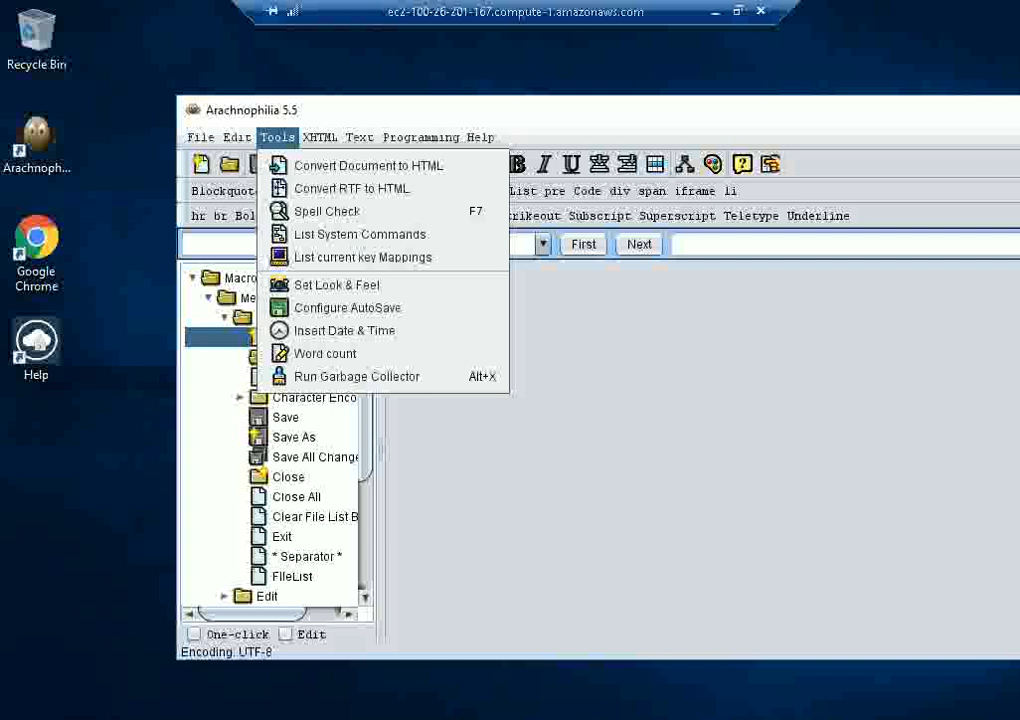 ec2-100-26-201-167.compute-1.amazonaws.com
Recycle Bin
Arachnoph...
Google
Chrome
Help
Arachnophilia 5.5
File Edit Tools XHTML Text Programming Help
Convert Document to HTML
Convert RTF to HTML
Spell Check F7
List System Commands
List current key Mappings
Set Look & Feel
Configure AutoSave
Insert Date & Time
Word count
Run Garbage Collector Alt+X
B I U
Blockquot List pre Code div span iframe li
hr br Bol rikeout Subscript Superscript Teletype Underline
First Next
Macro
Me
Character Enco
Save
Save As
Save All Change
Close
Close All
Clear File List B
Exit
* Separator *
FileList
Edit
One-click Edit
Encoding: UTF-8